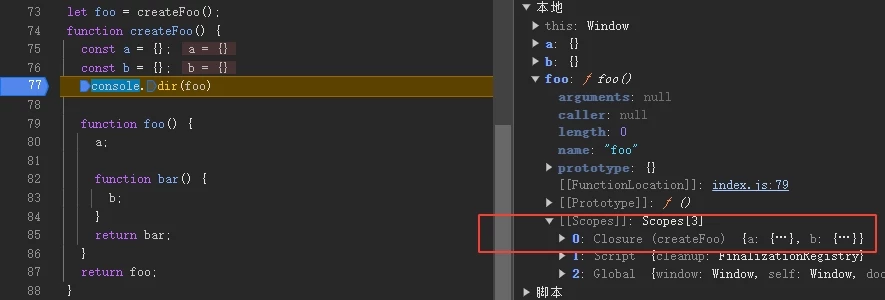 73 let foo = createFoo();
74 function createFoo() {
75 const a = {}; a = {}
76 const b = {}; b = {}
77 console.dir(foo)
78
79 function foo() {
80 a;
81
82 function bar() {
83 b;
84 }
85 return bar;
86 }
87 return foo;
88 }
▼ 本地
▶ this: Window
▶ a: {}
▶ b: {}
▼ foo: ƒ foo()
arguments: null
caller: null
length: 0
name: "foo"
▶ prototype: {}
[[FunctionLocation]]: index.js:79
▶ [[Prototype]]: ƒ ()
▼ [[Scopes]]: Scopes[3]
▶ 0: Closure (createFoo) {a: {…}, b: {…}}
▶ 1: Script {cleanup: FinalizationRegistry}
▶ 2: Global {window: Window, self: Window, doc
▶ 脚本